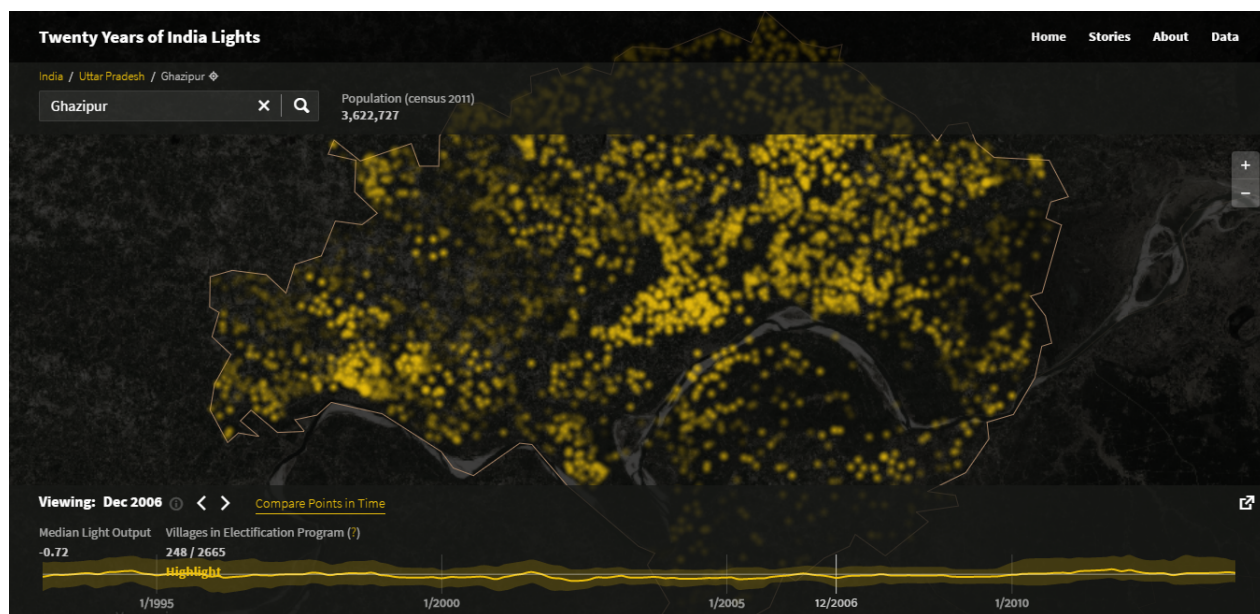 Twenty Years of India Lights
Home Stories About Data
India / Uttar Pradesh / Ghazipur
Ghazipur
Population (census 2011)
3,622,727
+
−
Viewing: Dec 2006
Compare Points in Time
Median Light Output Villages in Electification Program (?)
-0.72 248 / 2665
Highlight
1/1995 1/2000 1/2005 12/2006 1/2010